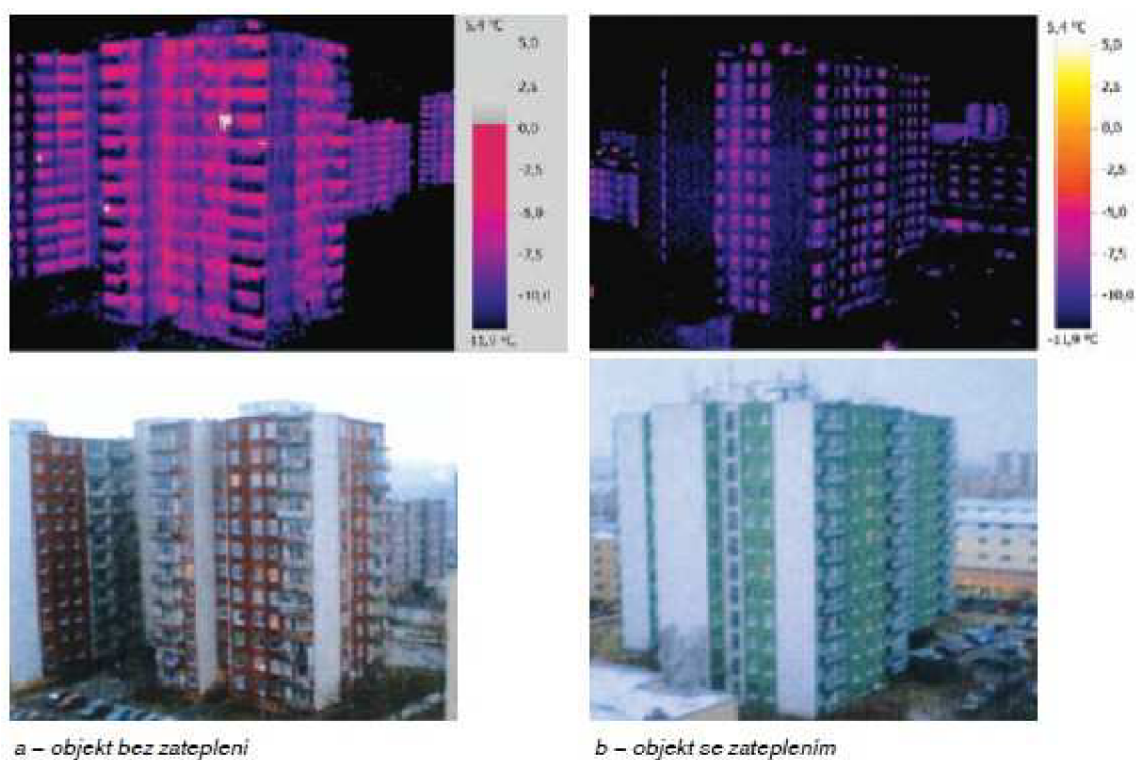 5,4 °C
5,0
2,5
0,0
-2,5
-5,0
-7,5
-10,0
-11,9 °C
5,4 °C
5,0
2,5
0,0
-2,5
-5,0
-7,5
-10,0
-11,9 °C
a – objekt bez zateplení
b – objekt se zateplením